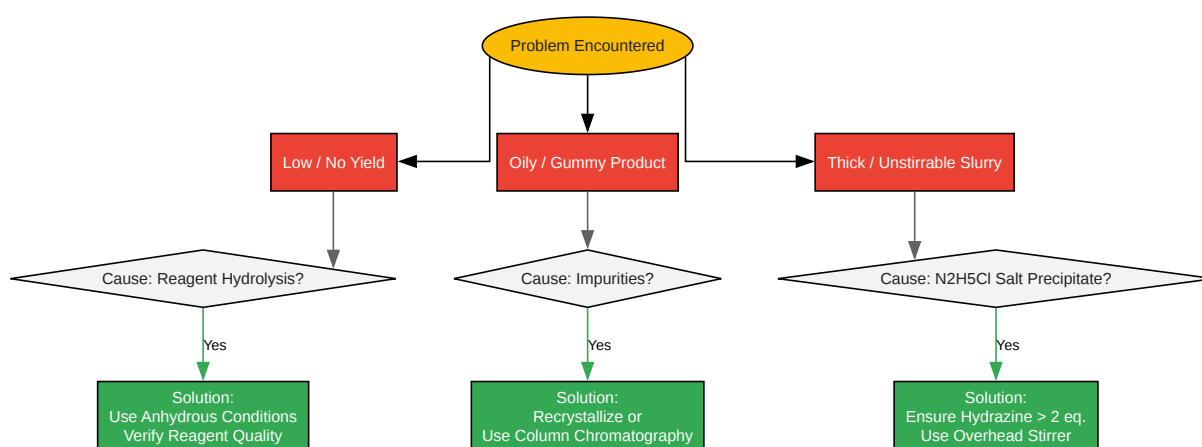 Problem Encountered
Low / No Yield
Oily / Gummy Product
Thick / Unstirrable Slurry
Cause: Reagent Hydrolysis?
Cause: Impurities?
Cause: N2H5Cl Salt Precipitate?
Yes
Yes
Yes
Solution:
Use Anhydrous Conditions
Verify Reagent Quality
Solution:
Recrystallize or
Use Column Chromatography
Solution:
Ensure Hydrazine > 2 eq.
Use Overhead Stirrer